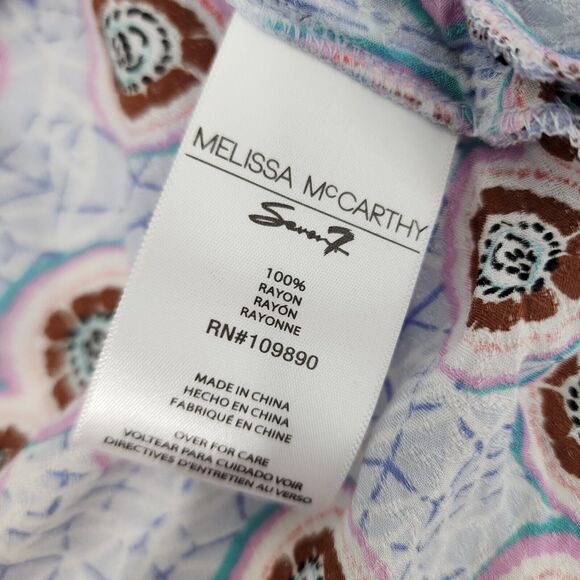 MELISSA McCARTHY
Seven7
100%
RAYON
RAYÓN
RAYONNE
RN#109890
MADE IN CHINA
HECHO EN CHINA
FABRIQUÉ EN CHINE
OVER FOR CARE
VOLTEAR PARA CUIDADO VOIR
DIRECTIVES D'ENTRETIEN AU VERSO